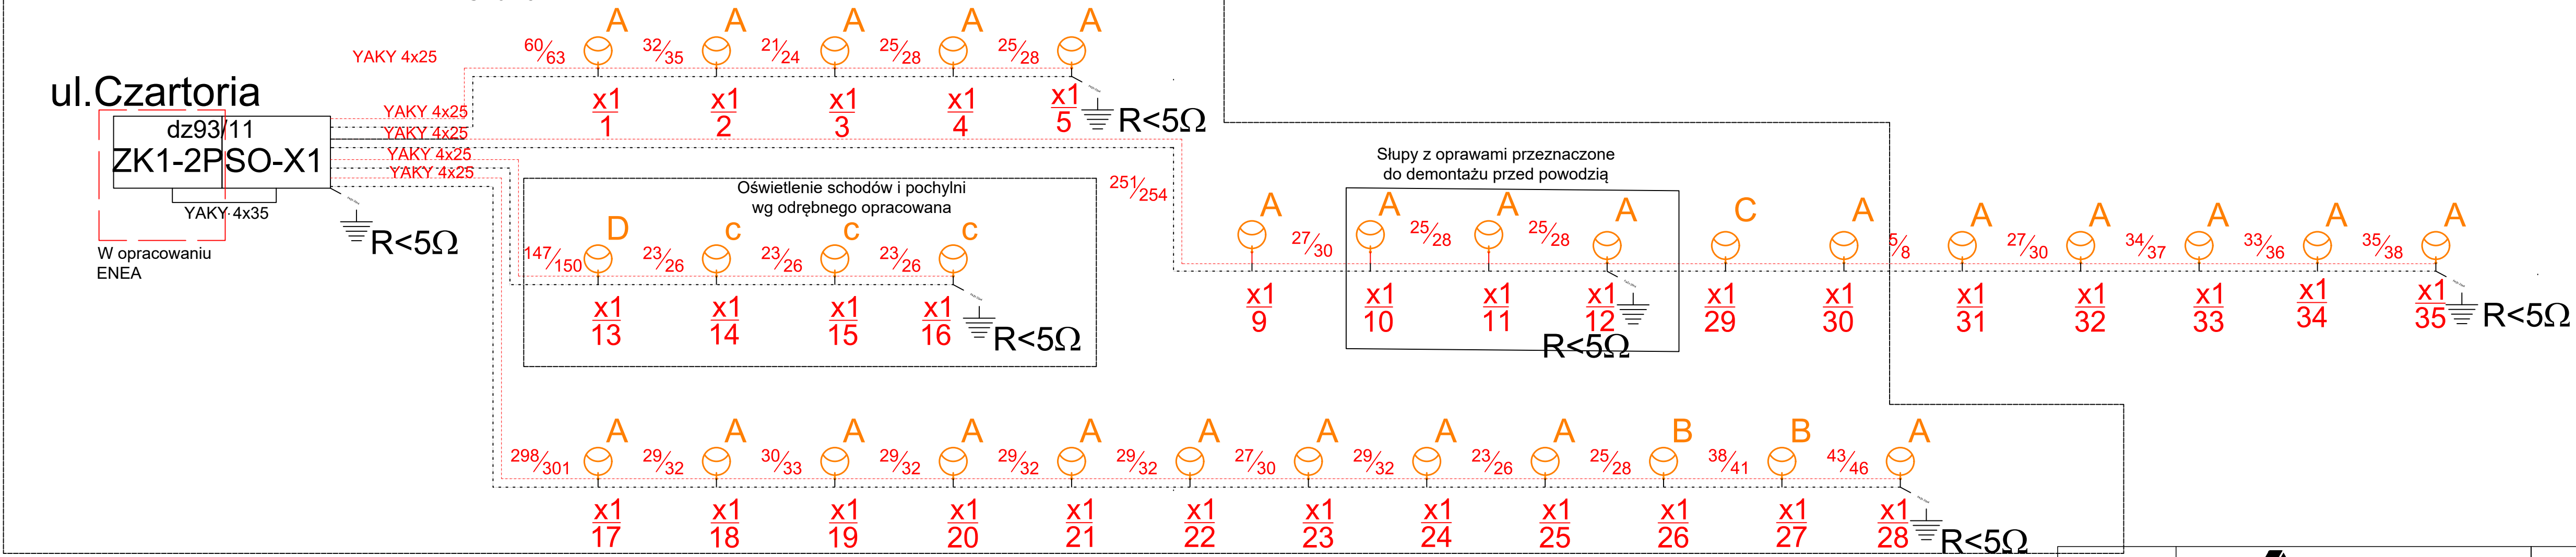 A A A A A
60/63 32/35 21/24 25/28 25/28
YAKY 4x25
ul.Czartoria
x1/1 x1/2 x1/3 x1/4 x1/5
R<5Ω
YAKY 4x25
dz93/11
YAKY 4x25
ZK1-2PSO-X1
YAKY 4x25
YAKY 4x25
YAKY 4x35
R<5Ω
W opracowaniu
ENEA
Oświetlenie schodów i pochylni
wg odrębnego opracowana
D c c c
147/150 23/26 23/26 23/26
x1/13 x1/14 x1/15 x1/16
R<5Ω
251/254
Słupy z oprawami przeznaczone
do demontażu przed powodzią
A A A A C A A A A A A
27/30 25/28 25/28 5/8 27/30 34/37 33/36 35/38
x1/9 x1/10 x1/11 x1/12 x1/29 x1/30 x1/31 x1/32 x1/33 x1/34 x1/35
R<5Ω
R<5Ω
A A A A A A A A A B B A
298/301 29/32 30/33 29/32 29/32 29/32 27/30 29/32 23/26 25/28 38/41 43/46
x1/17 x1/18 x1/19 x1/20 x1/21 x1/22 x1/23 x1/24 x1/25 x1/26 x1/27 x1/28
R<5Ω